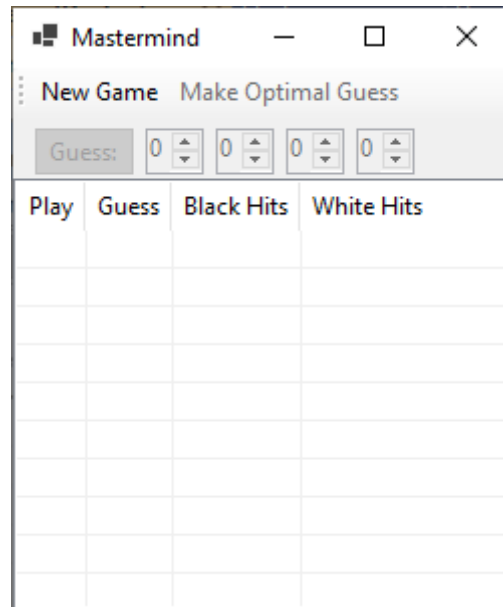 Mastermind
New Game Make Optimal Guess
Guess: 0 0 0 0
Play Guess Black Hits White Hits